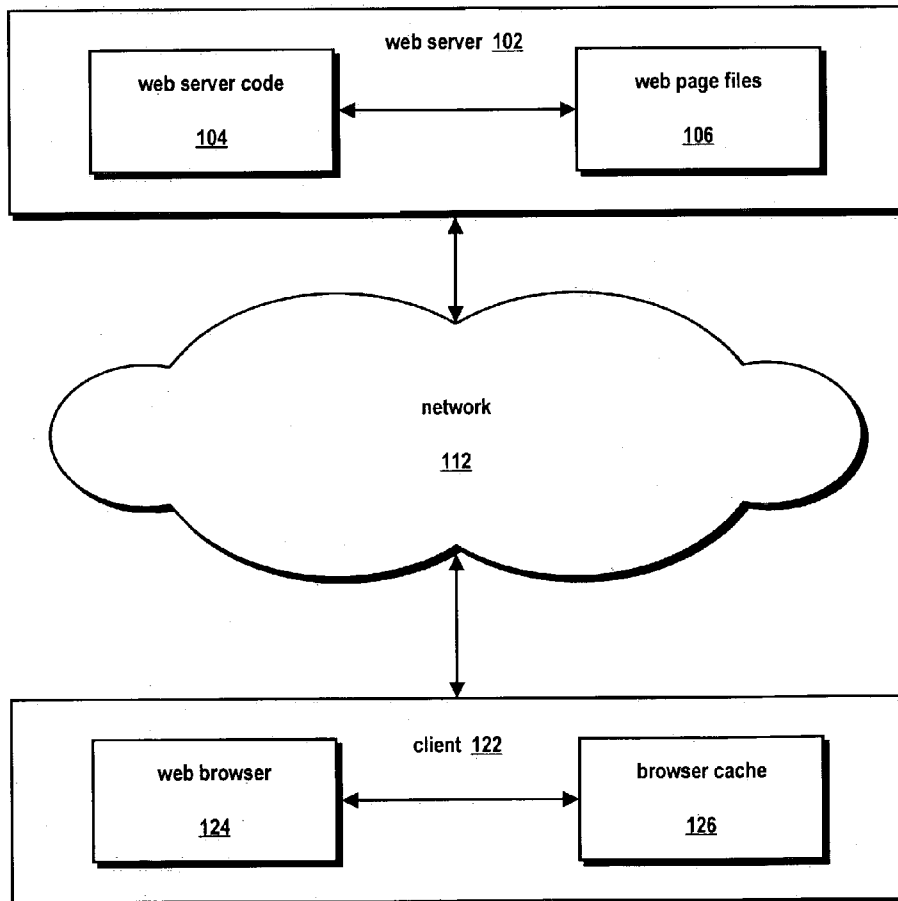 web server 102
web server code
104
web page files
106
network
112
client 122
web browser
124
browser cache
126